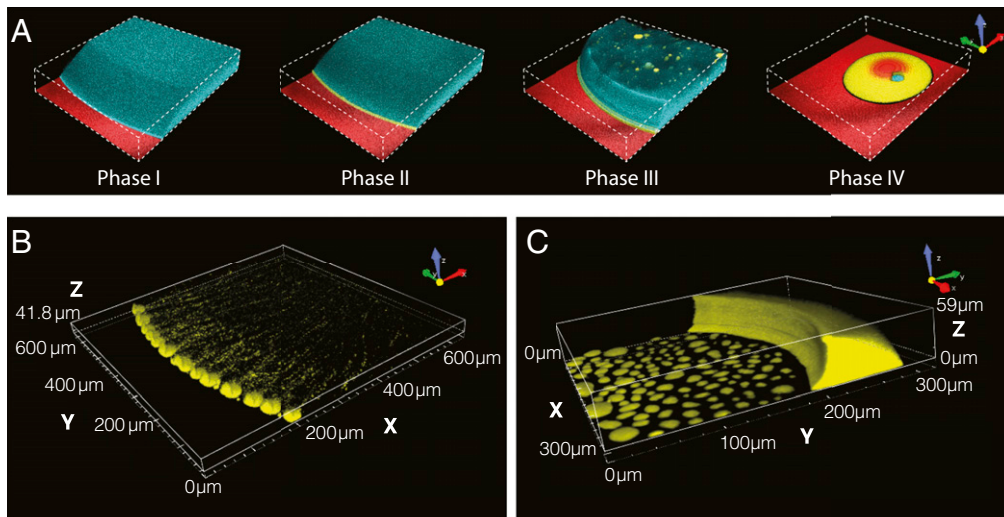 A
Phase I
Phase II
Phase III
Phase IV
B
Z
41.8 µm
600 µm
400 µm
Y
200 µm
0µm
200µm
X
400µm
600µm
z
x
C
z
y
x
59µm
Z
0µm
0µm
300µm
X
200µm
300µm
100µm
Y
0µm